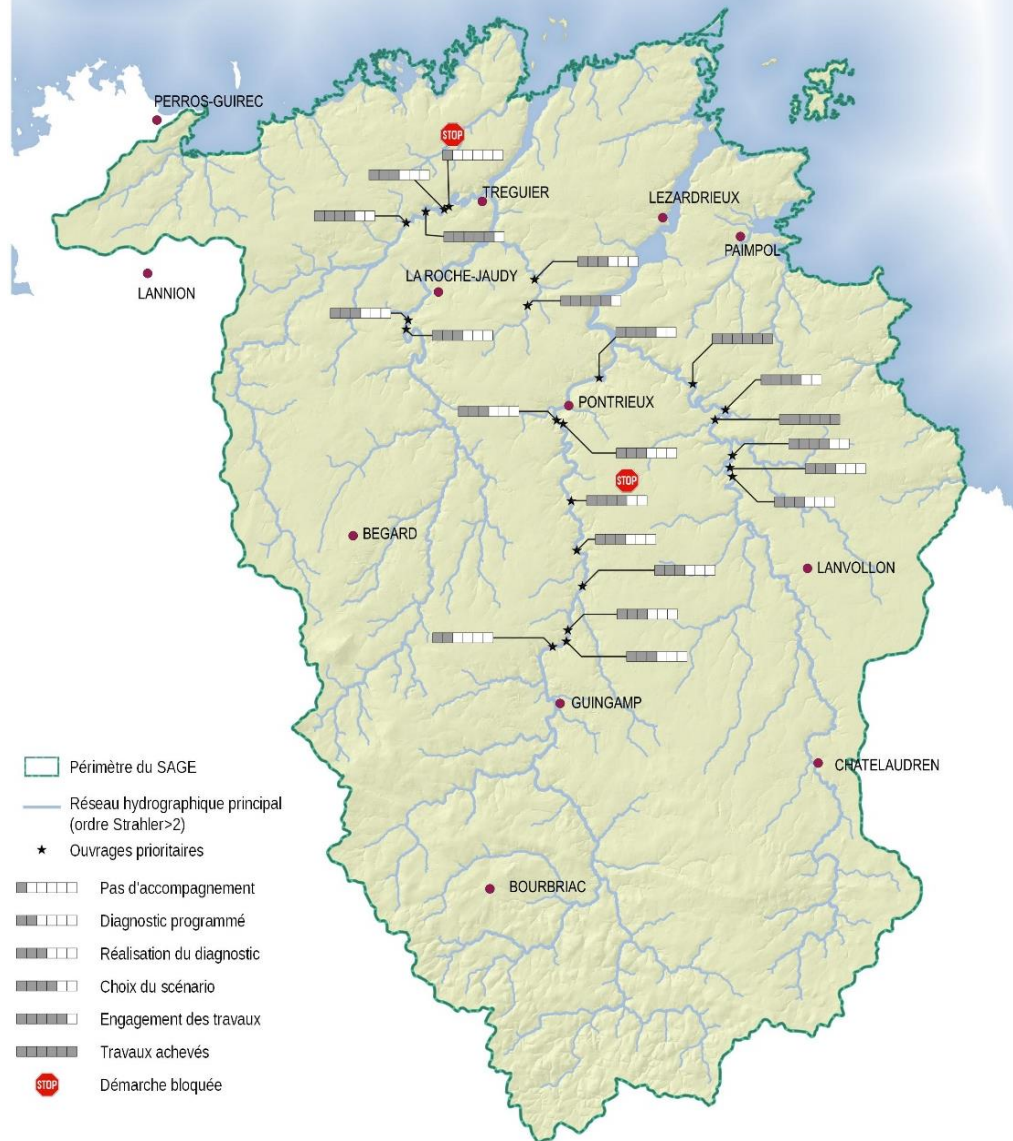 PERROS-GUIREC
STOP
TREGUIER
LEZARDRIEUX
PAIMPOL
LANNION
LA ROCHE-JAUDY
PONTRIEUX
STOP
BEGARD
LANVOLLON
GUINGAMP
CHATELAUDREN
BOURBRIAC
Périmètre du SAGE
Réseau hydrographique principal
(ordre Strahler>2)
Ouvrages prioritaires
Pas d'accompagnement
Diagnostic programmé
Réalisation du diagnostic
Choix du scénario
Engagement des travaux
Travaux achevés
STOP Démarche bloquée